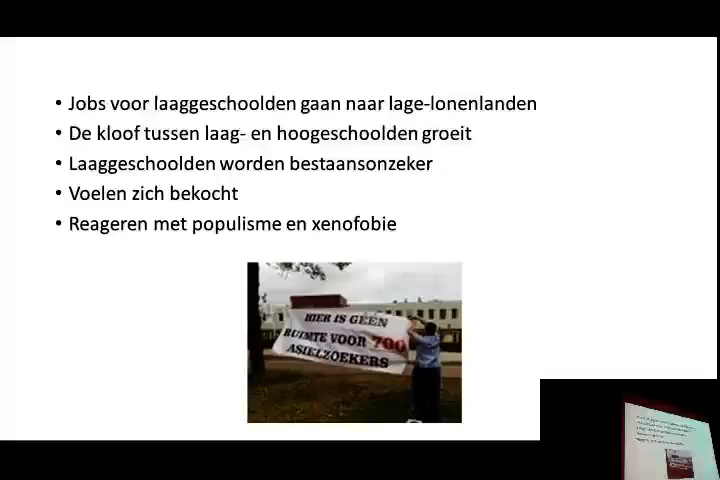 • Jobs voor laaggeschoolden gaan naar lage-lonenlanden
• De kloof tussen laag- en hoogescholden groeit
• Laaggeschoolden worden bestaansonzeker
• Voelen zich bekocht
• Reageren met populisme en xenofobie
HIER IS GEEN
RUIMTE VOOR 700
ASIELZOEKERS